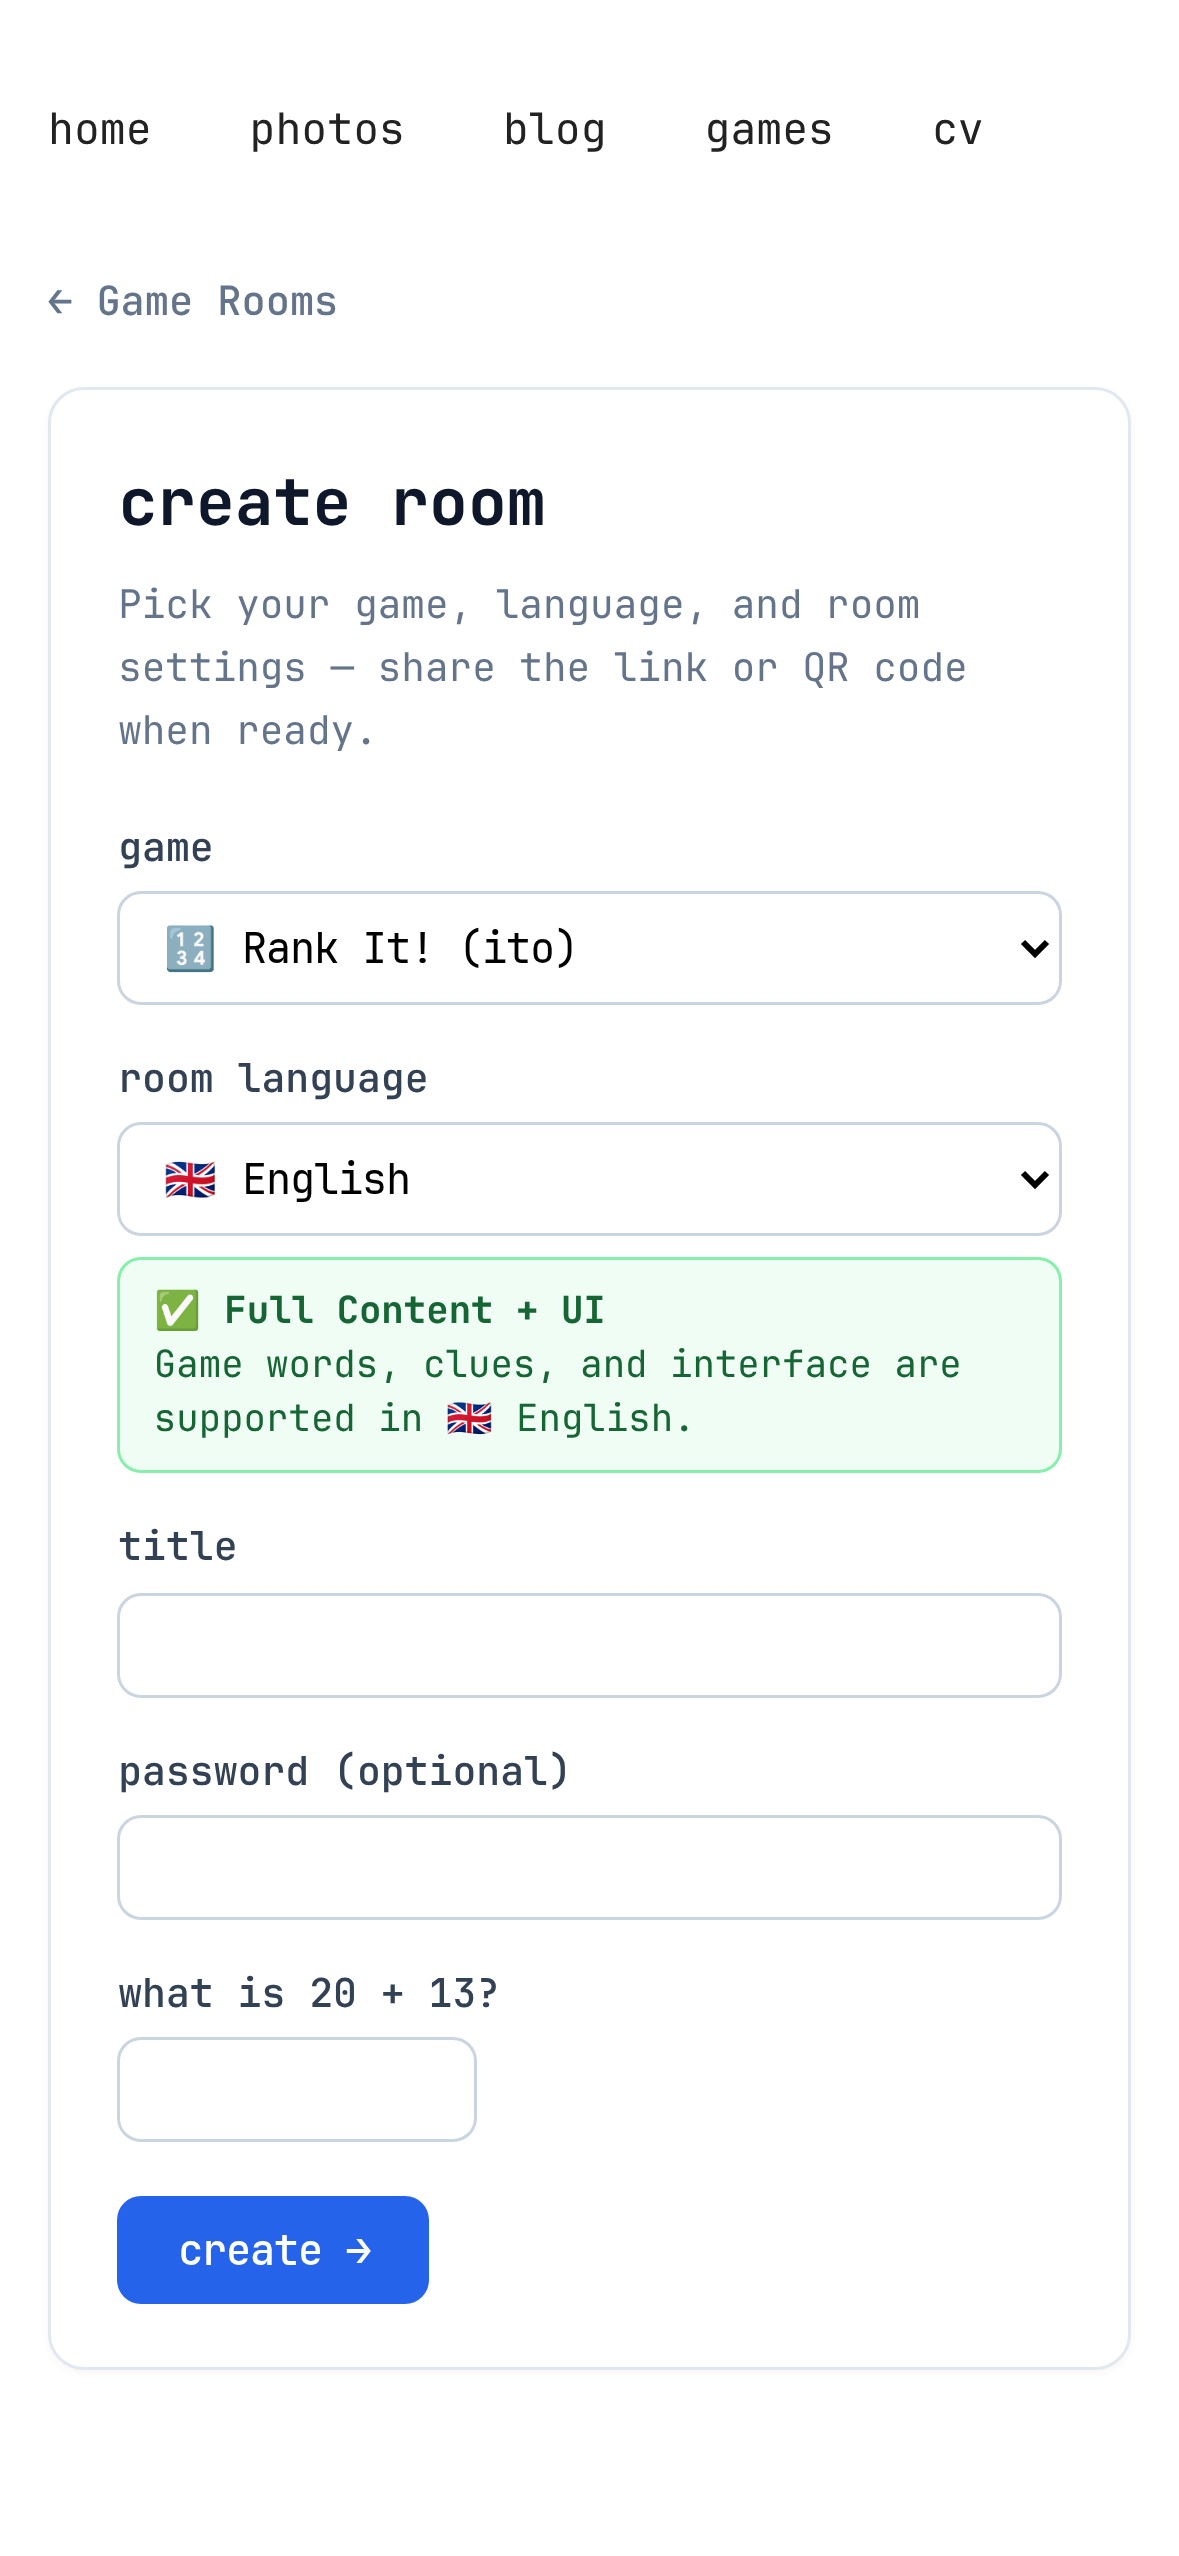 home photos blog games cv
← Game Rooms
create room
Pick your game, language, and room
settings — share the link or QR code
when ready.
game
🔢 Rank It! (ito)
room language
🇬🇧 English
✅ Full Content + UI
Game words, clues, and interface are
supported in 🇬🇧 English.
title
password (optional)
what is 20 + 13?
create →